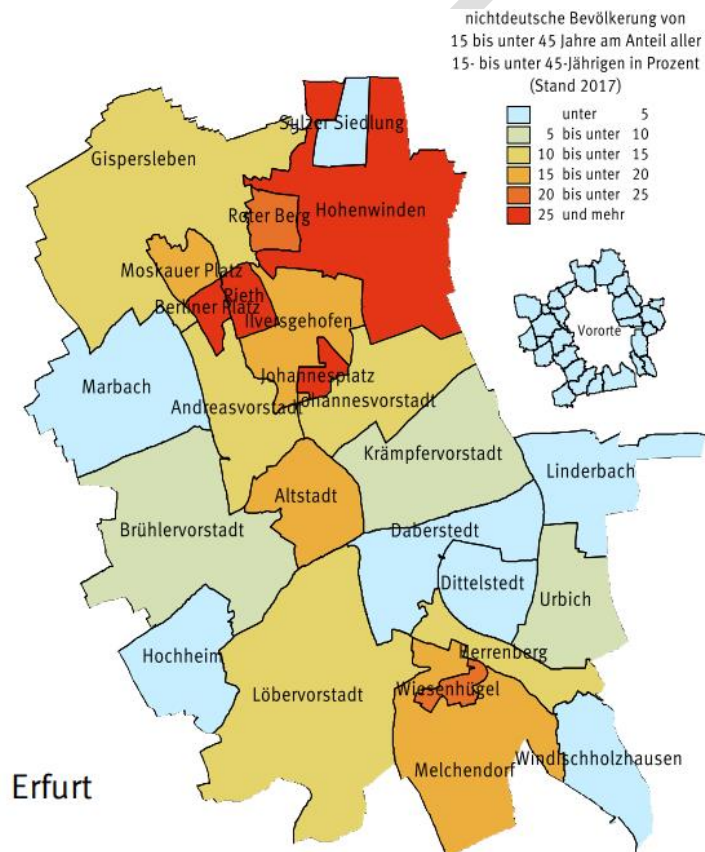 nichtdeutsche Bevölkerung von
15 bis unter 45 Jahre am Anteil aller
15- bis unter 45-Jährigen in Prozent
(Stand 2017)
unter 5
5 bis unter 10
10 bis unter 15
15 bis unter 20
20 bis unter 25
25 und mehr
Sulzer Siedlung
Gispersleben
Roter Berg
Hohenwinden
Moskauer Platz
Rieth
Berliner Platz
Ilversgehofen
Vororte
Marbach
Johannesplatz
Andreasvorstadt
Johannesvorstadt
Krämpfervorstadt
Linderbach
Altstadt
Brühlervorstadt
Daberstedt
Dittelstedt
Urbich
Hochheim
Herrenberg
Löbervorstadt
Wiesenhügel
Melchendorf
Windischholzhausen
Erfurt